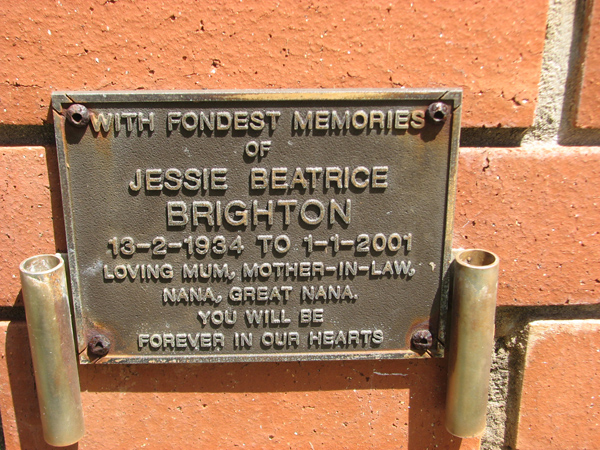 WITH FONDEST MEMORIES
OF
JESSIE BEATRICE
BRIGHTON
13-2-1934 TO 1-1-2001
LOVING MUM, MOTHER-IN-LAW,
NANA, GREAT NANA.
YOU WILL BE
FOREVER IN OUR HEARTS